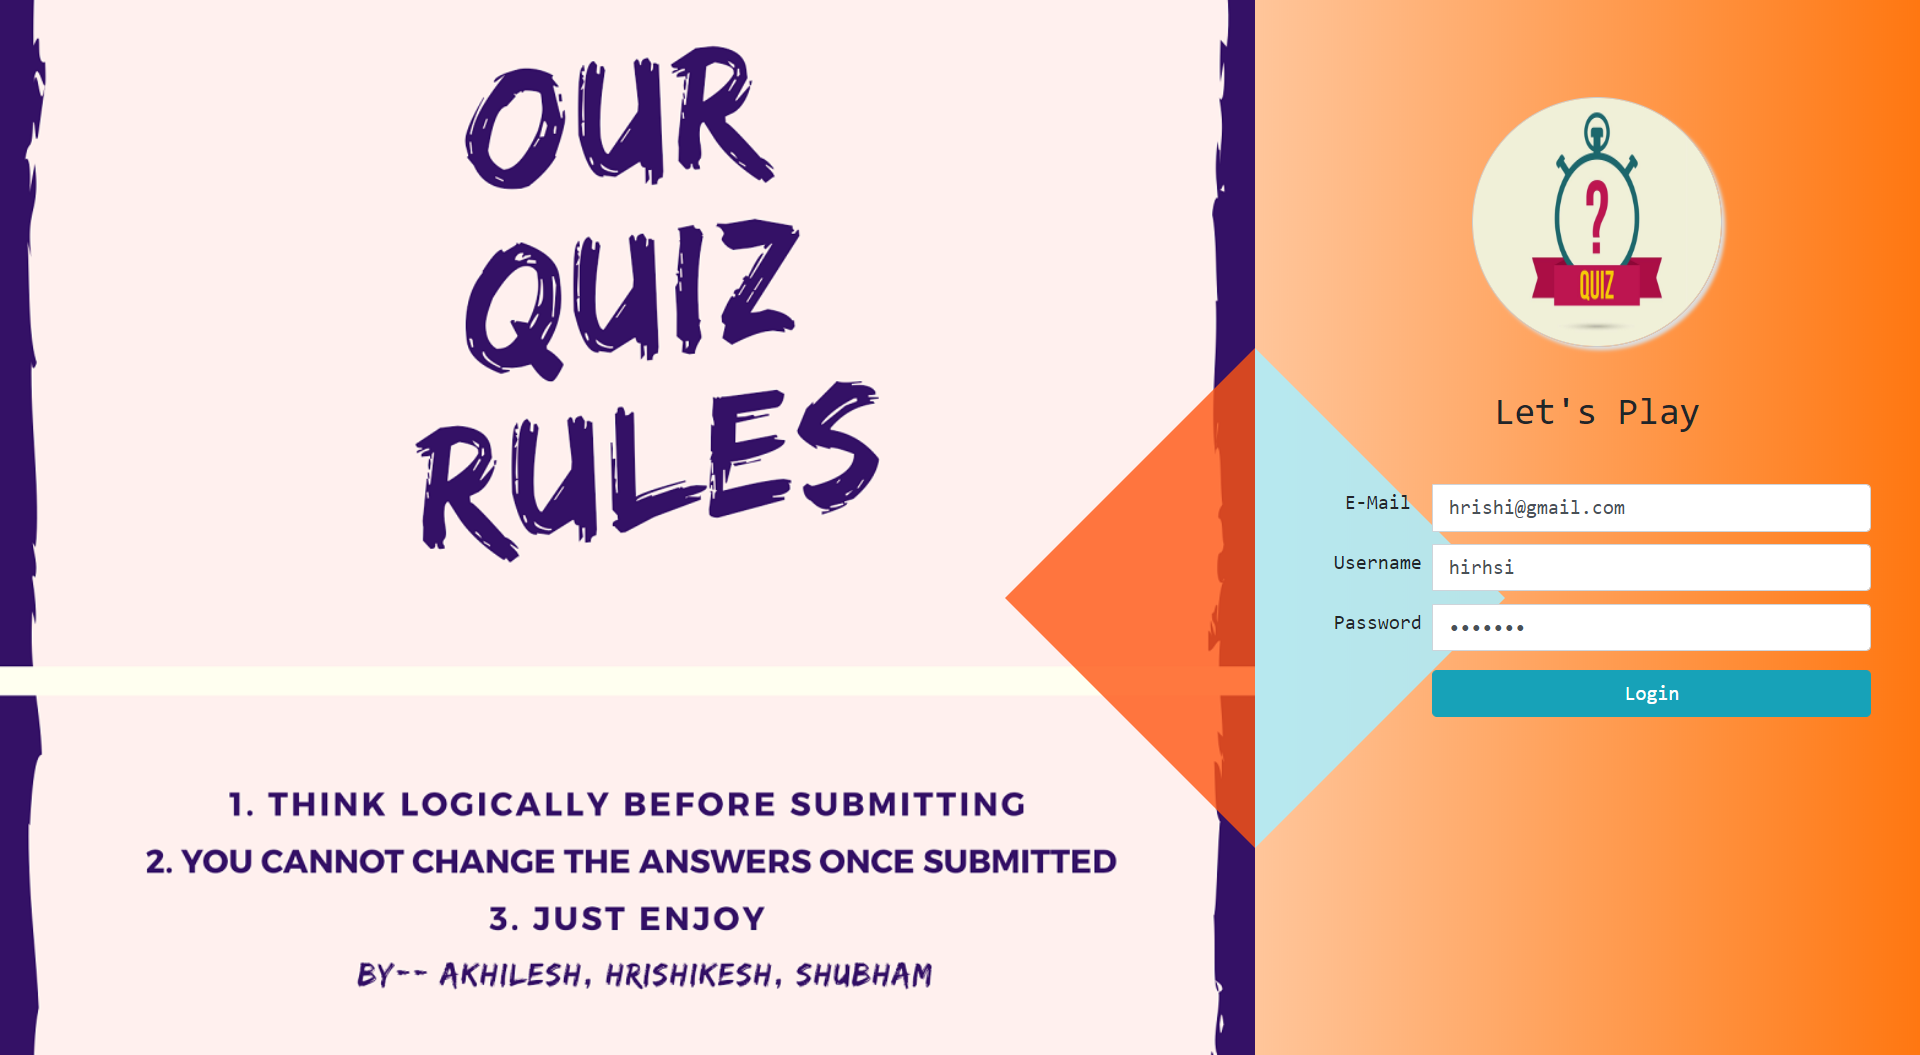 OUR
QUIZ
RULES
1. THINK LOGICALLY BEFORE SUBMITTING
2. YOU CANNOT CHANGE THE ANSWERS ONCE SUBMITTED
3. JUST ENJOY
BY-- AKHILESH, HRISHIKESH, SHUBHAM
?
QUIZ
Let's Play
E-Mail hrishi@gmail.com
Username hirhsi
Password •••••••
Login